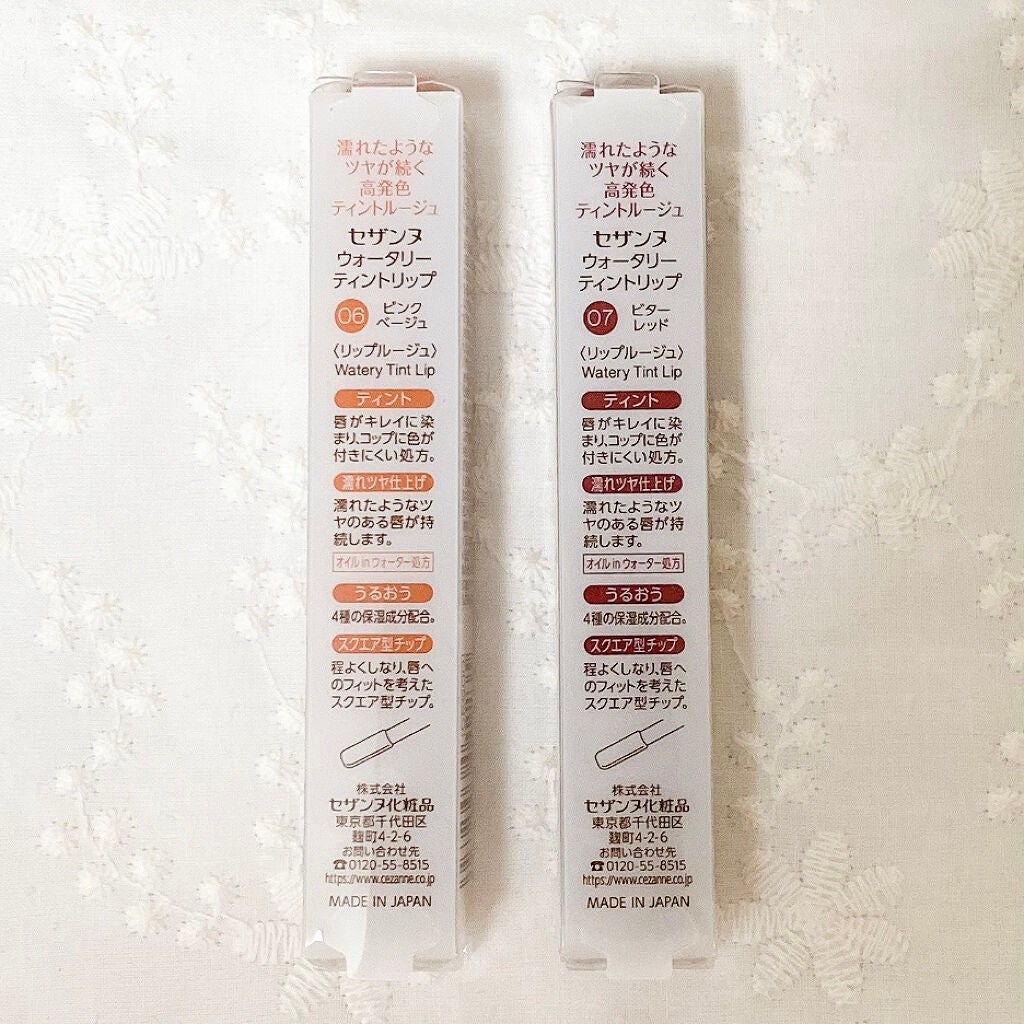 濡れたような
ツヤが続く
高発色
ティントルージュ
セザンヌ
ウォータリー
ティントリップ
06 ピンク
ベージュ
〈リップルージュ〉
Watery Tint Lip
ティント
唇がキレイに染
まり、コップに色が
付きにくい処方。
濡れツヤ仕上げ
濡れたようなツ
ヤのある唇が持
続します。
オイル in ウォーター処方
うるおう
4種の保湿成分配合。
スクエア型チップ
程よくしなり、唇へ
のフィットを考えた
スクエア型チップ。
株式会社
セザンヌ化粧品
東京都千代田区
麹町4-2-6
お問い合わせ先
☎0120-55-8515
https://www.cezanne.co.jp
MADE IN JAPAN
濡れたような
ツヤが続く
高発色
ティントルージュ
セザンヌ
ウォータリー
ティントリップ
07 ビター
レッド
〈リップルージュ〉
Watery Tint Lip
ティント
唇がキレイに染
まり、コップに色が
付きにくい処方。
濡れツヤ仕上げ
濡れたようなツ
ヤのある唇が持
続します。
オイル in ウォーター処方
うるおう
4種の保湿成分配合。
スクエア型チップ
程よくしなり、唇へ
のフィットを考えた
スクエア型チップ。
株式会社
セザンヌ化粧品
東京都千代田区
麹町4-2-6
お問い合わせ先
☎0120-55-8515
https://www.cezanne.co.jp
MADE IN JAPAN